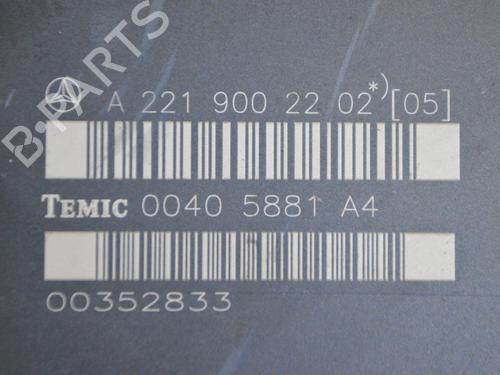 A 221 900 22 02*)[05]
TEMIC 0040 5881 A4
00352833
B-PARTS